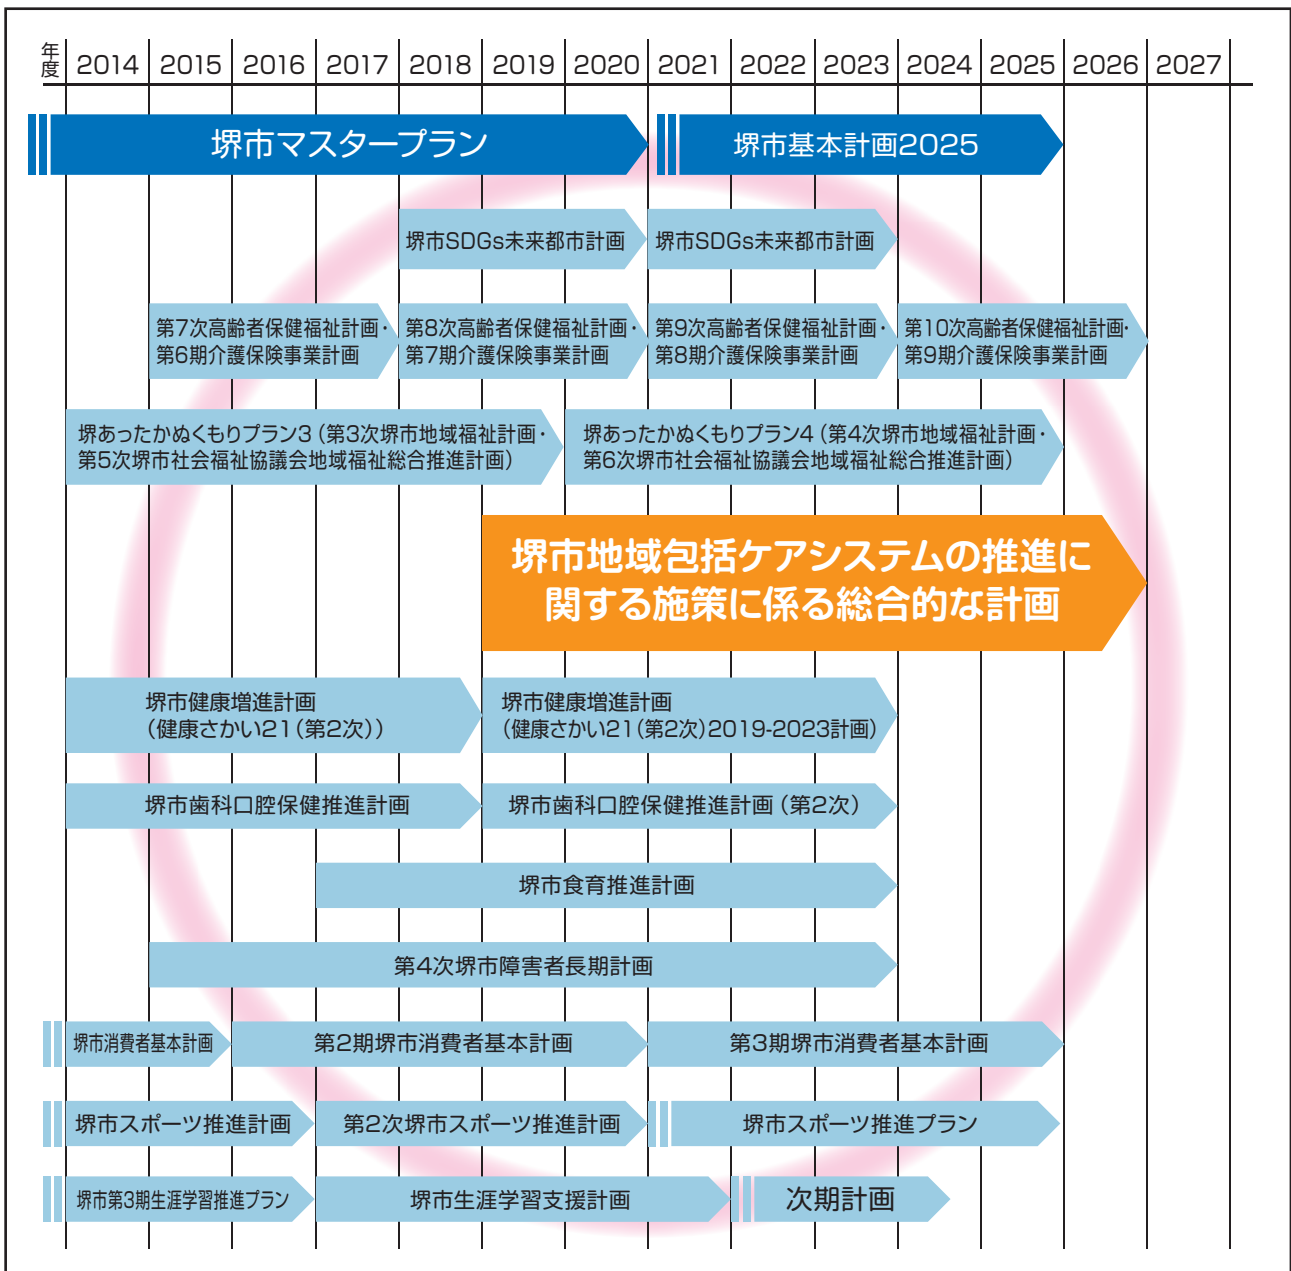 年度 2014 2015 2016 2017 2018 2019 2020 2021 2022 2023 2024 2025 2026 2027
堺市マスタープラン 堺市基本計画2025
堺市SDGs未来都市計画 堺市SDGs未来都市計画
第7次高齢者保健福祉計画・
第6期介護保険事業計画
第8次高齢者保健福祉計画・
第7期介護保険事業計画
第9次高齢者保健福祉計画・
第8期介護保険事業計画
第10次高齢者保健福祉計画・
第9期介護保険事業計画
堺あったかぬくもりプラン3（第3次堺市地域福祉計画・
第5次堺市社会福祉協議会地域福祉総合推進計画）
堺あったかぬくもりプラン4（第4次堺市地域福祉計画・
第6次堺市社会福祉協議会地域福祉総合推進計画）
堺市地域包括ケアシステムの推進に
関する施策に係る総合的な計画
堺市健康増進計画
（健康さかい21（第2次））
堺市健康増進計画
（健康さかい21（第2次）2019-2023計画）
堺市歯科口腔保健推進計画 堺市歯科口腔保健推進計画（第2次）
堺市食育推進計画
第4次堺市障害者長期計画
堺市消費者基本計画 第2期堺市消費者基本計画 第3期堺市消費者基本計画
堺市スポーツ推進計画 第2次堺市スポーツ推進計画 堺市スポーツ推進プラン
堺市第3期生涯学習推進プラン 堺市生涯学習支援計画 次期計画